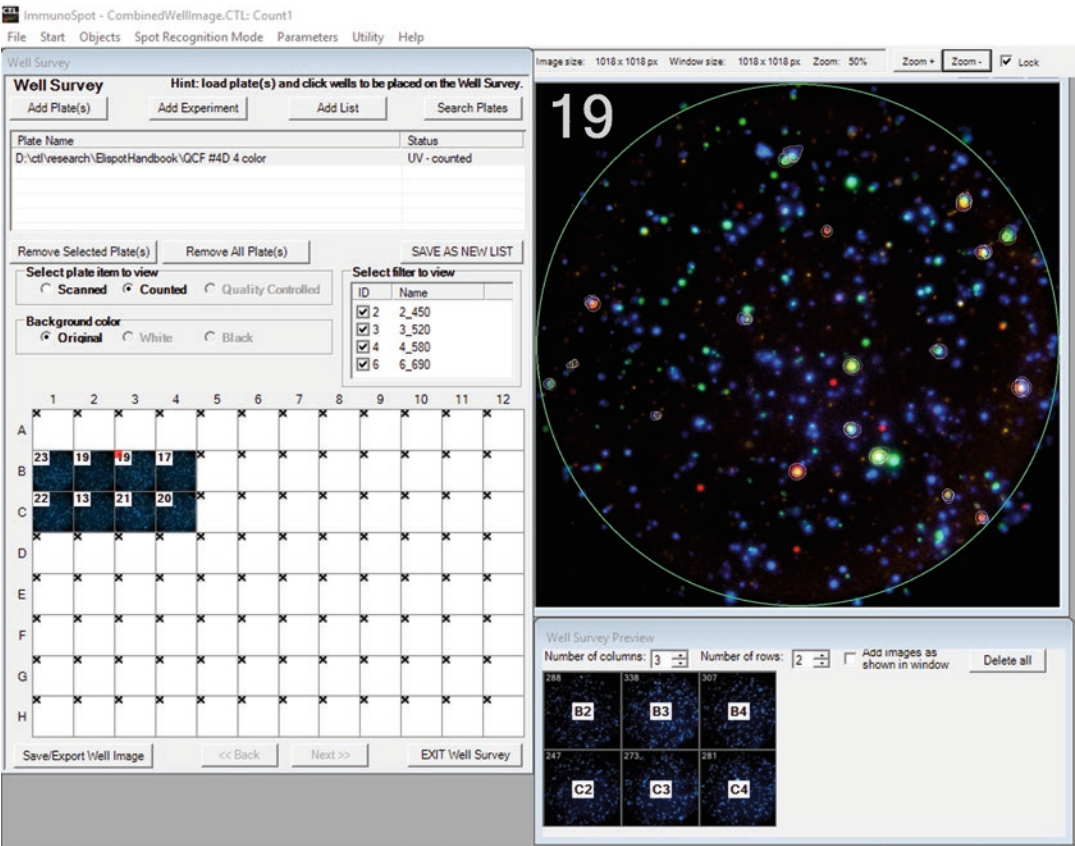 ImmunoSpot - CombinedWellImage.CTL: Count1
File Start Objects Spot Recognition Mode Parameters Utility Help
Well Survey
Well Survey Hint: load plate(s) and click wells to be placed on the Well Survey.
Add Plate(s) Add Experiment Add List Search Plates
Plate Name Status
D:\ctl\research\ElispotHandbook\QCF #4D 4 color UV - counted
Remove Selected Plate(s) Remove All Plate(s) SAVE AS NEW LIST
Select plate item to view
Scanned Counted Quality Controlled
Background color
Original White Black
Select filter to view
ID Name
2 2_450
3 3_520
4 4_580
6 6_690
1 2 3 4 5 6 7 8 9 10 11 12
A
B 23 19 19 17
C 22 13 21 20
D
E
F
G
H
Save/Export Well Image << Back Next >> EXIT Well Survey
Image size: 1018 x 1018 px Window size: 1018 x 1018 px Zoom: 50% Zoom + Zoom - Lock
19
Well Survey Preview
Number of columns: 3 Number of rows: 2 Add images as shown in window Delete all
288 338 307
B2 B3 B4
247 273 281
C2 C3 C4